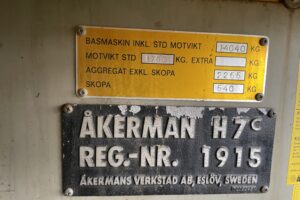 BASMASKIN INKL. STD MOTVIKT 14040 KG
MOTVIKT STD KG. EXTRA KG
AGGREGAT EXKL. SKOPA 2265 KG
SKOPA 640 KG
ÅKERMAN H7C
REG.-NR. 1915
ÅKERMANS VERKSTAD AB, ESLÖV, SWEDEN